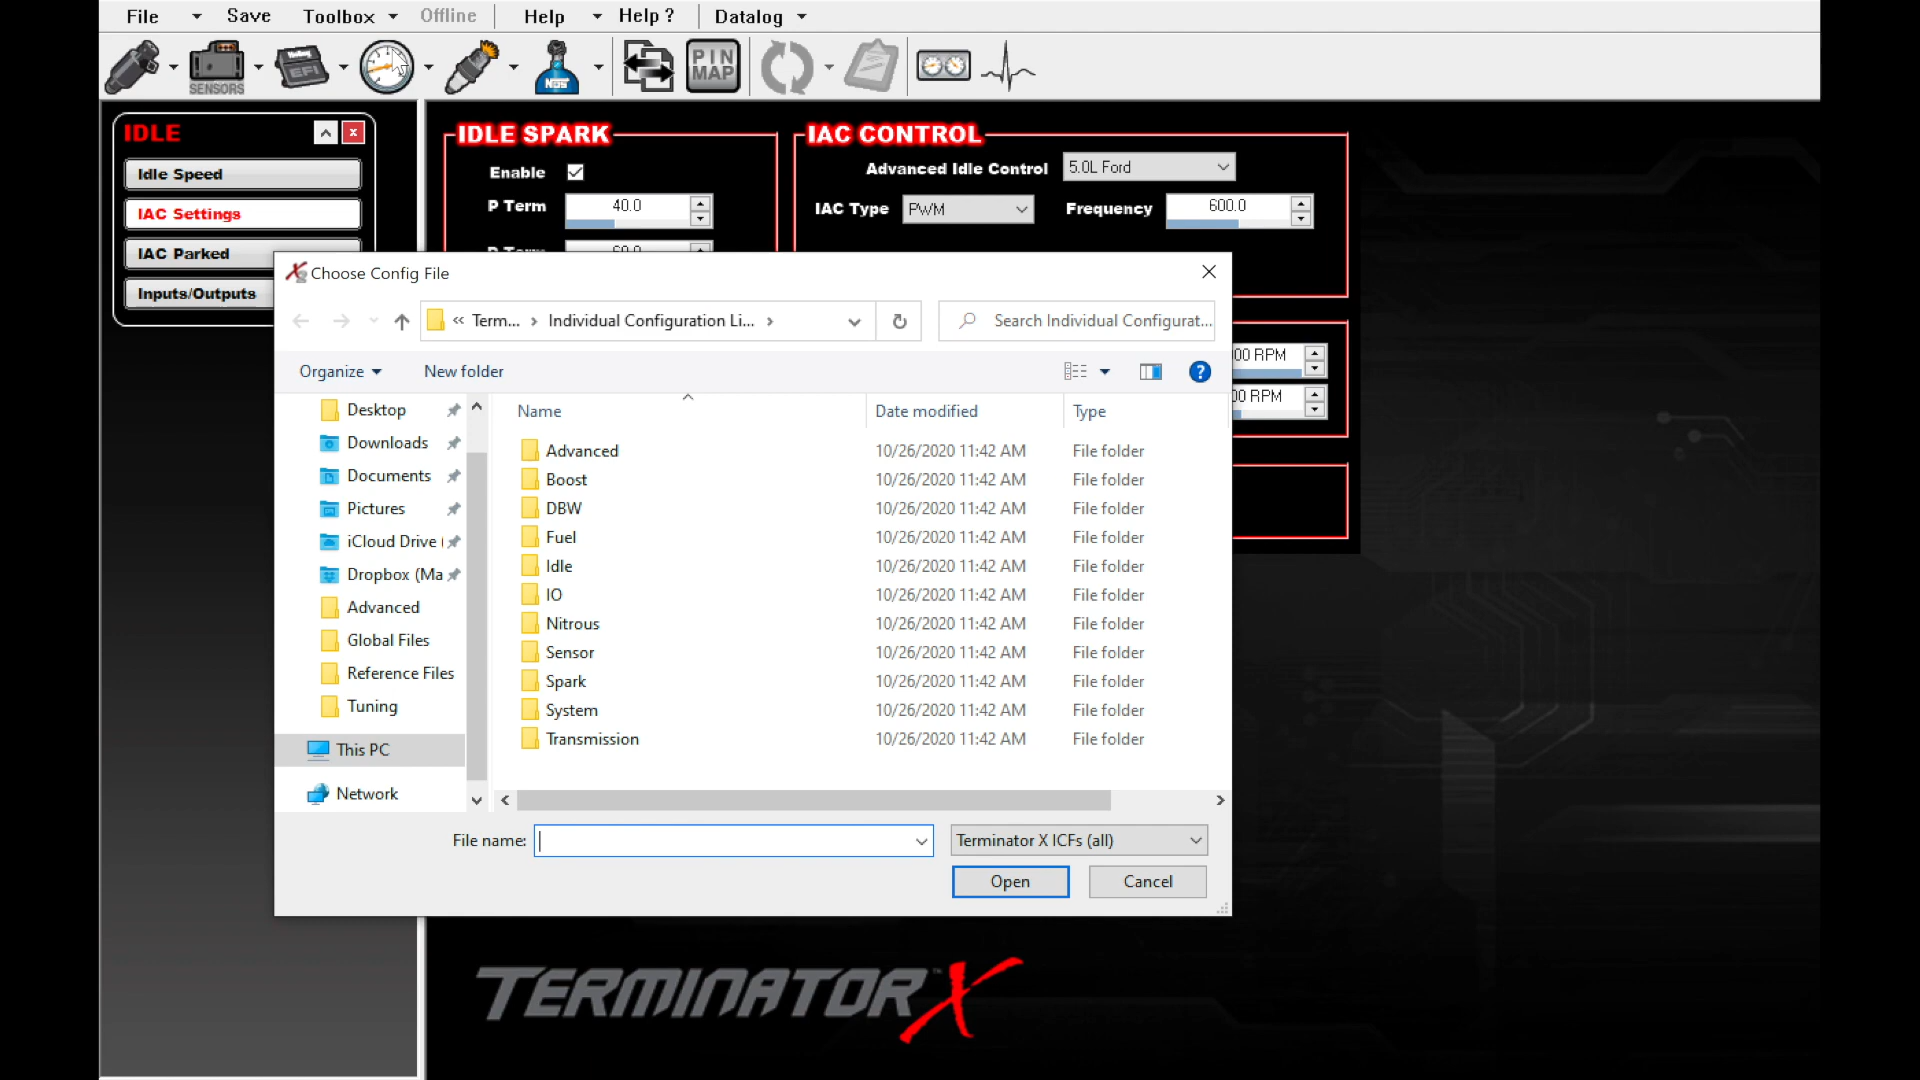 File Save Toolbox Offline Help Help ? Datalog
SENSORS EFI NOS PIN MAP
IDLE
Idle Speed
IAC Settings
IAC Parked
Inputs/Outputs
IDLE SPARK
Enable
P Term 40.0
D Term 60.0
IAC CONTROL
Advanced Idle Control 5.0L Ford
IAC Type PWM Frequency 600.0
00 RPM
00 RPM
Choose Config File
« Term... › Individual Configuration Li... ›
Search Individual Configurat...
Organize New folder
Desktop
Downloads
Documents
Pictures
iCloud Drive (
Dropbox (Ma
Advanced
Global Files
Reference Files
Tuning
This PC
Network
Name Date modified Type
Advanced 10/26/2020 11:42 AM File folder
Boost 10/26/2020 11:42 AM File folder
DBW 10/26/2020 11:42 AM File folder
Fuel 10/26/2020 11:42 AM File folder
Idle 10/26/2020 11:42 AM File folder
IO 10/26/2020 11:42 AM File folder
Nitrous 10/26/2020 11:42 AM File folder
Sensor 10/26/2020 11:42 AM File folder
Spark 10/26/2020 11:42 AM File folder
System 10/26/2020 11:42 AM File folder
Transmission 10/26/2020 11:42 AM File folder
File name: Terminator X ICFs (all)
Open Cancel
TERMINATOR X